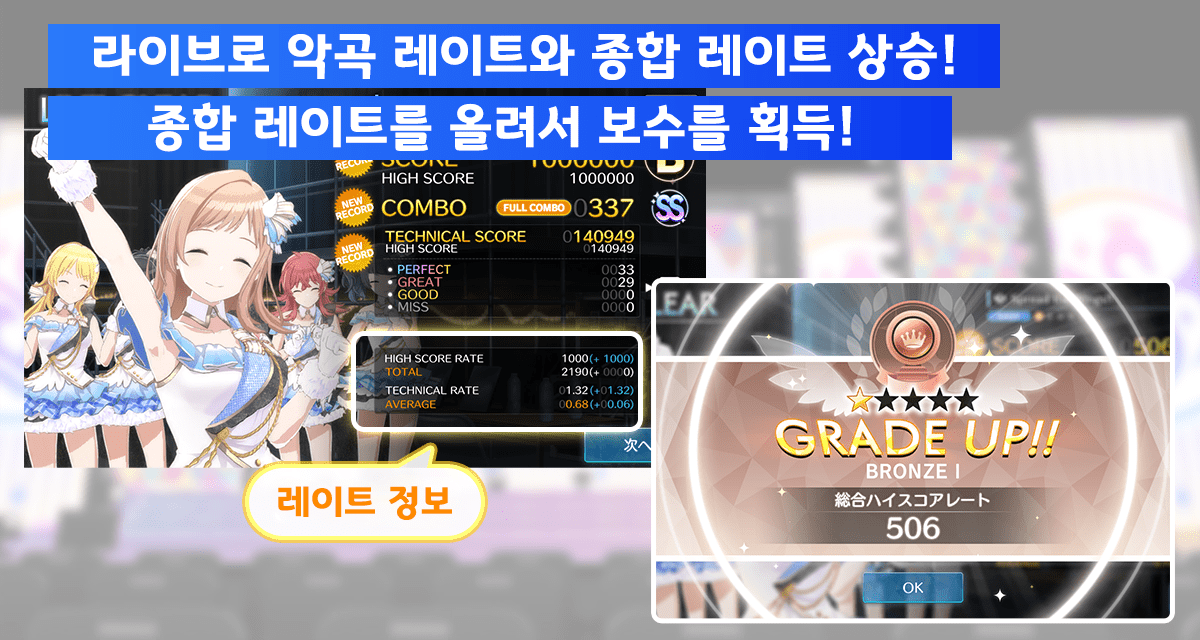 라이브로 악곡 레이트와 종합 레이트 상승!
종합 레이트를 올려서 보수를 획득!
NEW RECORD SCORE 1000000 B
HIGH SCORE 1000000
NEW RECORD COMBO FULL COMBO 0337 SS
NEW RECORD TECHNICAL SCORE 0140949
HIGH SCORE 0140949
• PERFECT 0033
• GREAT 0029
• GOOD 0000
• MISS 0000
HIGH SCORE RATE 1000(+ 1000)
TOTAL 2190(+ 0000)
TECHNICAL RATE 01.32(+01.32)
AVERAGE 00.68(+00.06)
次へ
레이트 정보
LEAR
SCORE 506
GRADE UP!!
BRONZE I
総合ハイスコアレート
506
OK